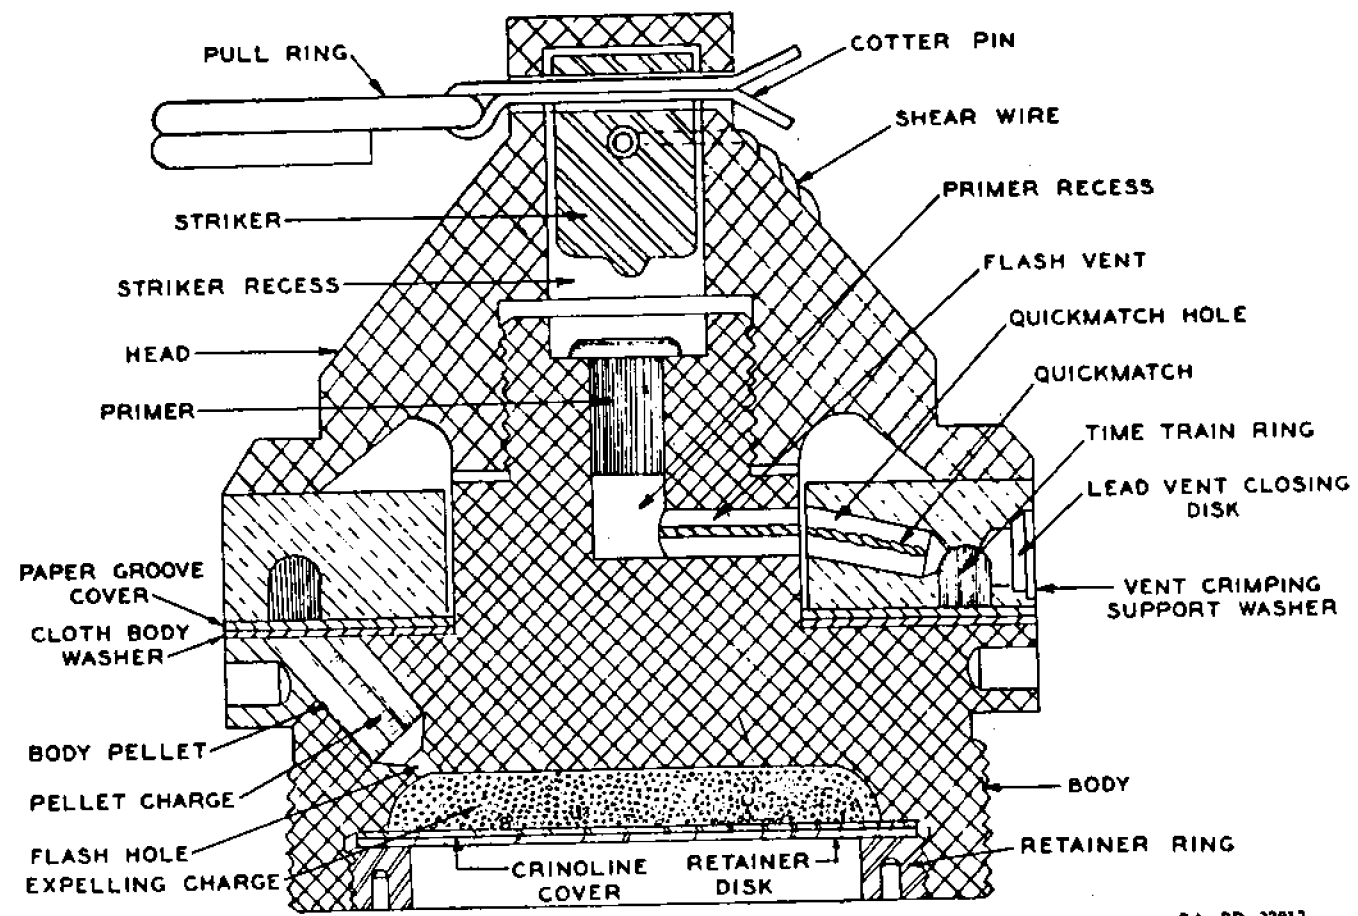 PULL RING
COTTER PIN
SHEAR WIRE
PRIMER RECESS
STRIKER
FLASH VENT
STRIKER RECESS
QUICKMATCH HOLE
HEAD
QUICKMATCH
PRIMER
TIME TRAIN RING
LEAD VENT CLOSING
DISK
PAPER GROOVE
COVER
VENT CRIMPING
SUPPORT WASHER
CLOTH BODY
WASHER
BODY PELLET
PELLET CHARGE
BODY
FLASH HOLE
RETAINER RING
EXPELLING CHARGE
CRINOLINE
COVER
RETAINER
DISK